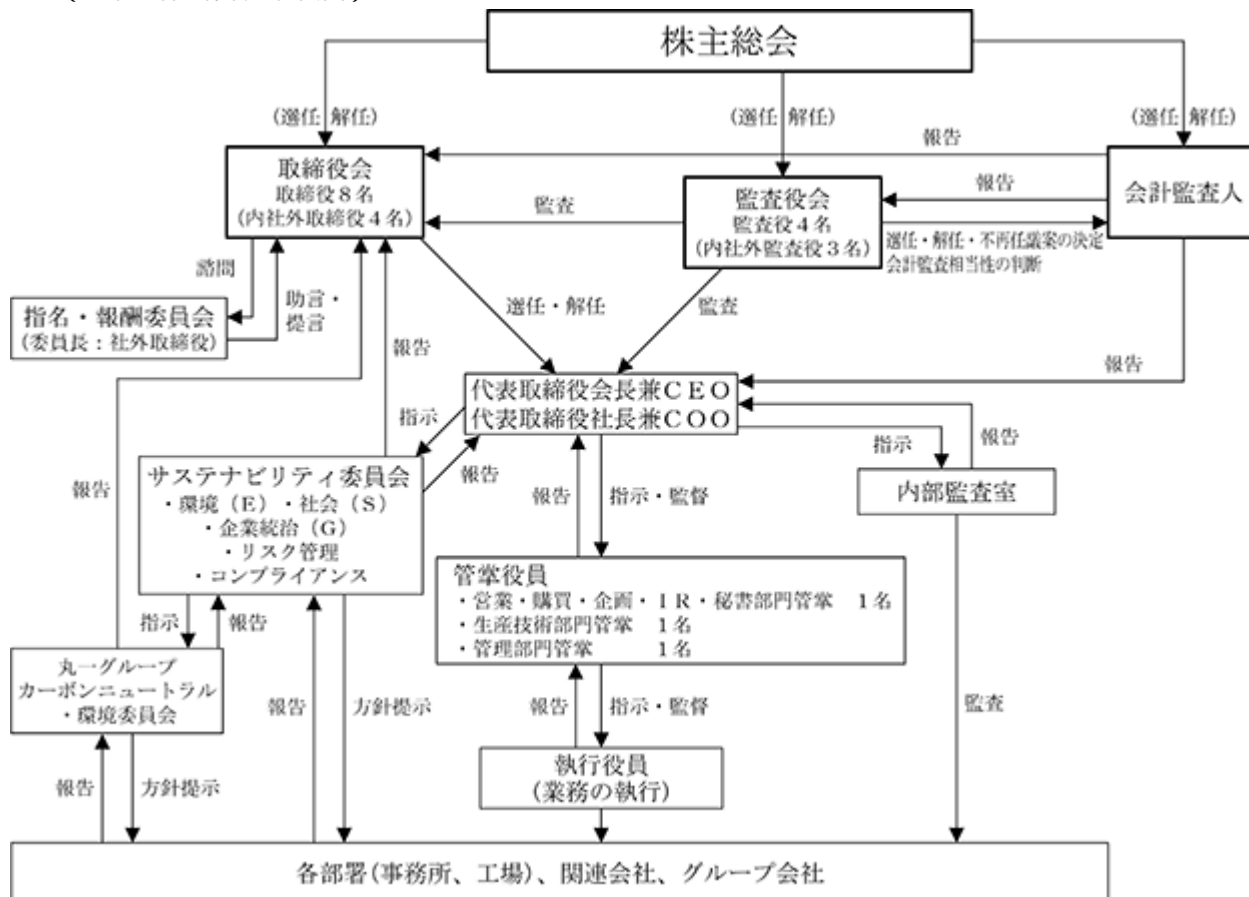 株主総会
(選任 解任)
(選任 解任)
(選任 解任)
報告
取締役会
取締役8名
(内社外取締役4名)
監査
監査役会
監査役4名
(内社外監査役3名)
報告
会計監査人
選任・解任・不再任議案の決定
会計監査相当性の判断
諮問
助言・
提言
指名・報酬委員会
(委員長:社外取締役)
報告
選任・解任
監査
報告
代表取締役会長兼CEO
代表取締役社長兼COO
指示
報告
指示
報告
サステナビリティ委員会
・環境(E)・社会(S)
・企業統治(G)
・リスク管理
・コンプライアンス
報告
報告
指示・監督
内部監査室
管掌役員
・営業・購買・企画・IR・秘書部門管掌 1名
・生産技術部門管掌 1名
・管理部門管掌 1名
指示
報告
丸一グループ
カーボンニュートラル
・環境委員会
報告
方針提示
報告
指示・監督
監査
執行役員
(業務の執行)
報告
方針提示
各部署(事務所、工場)、関連会社、グループ会社